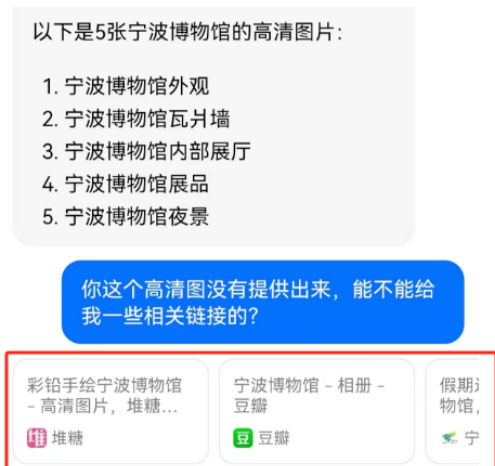 以下是5张宁波博物馆的高清图片：
1. 宁波博物馆外观
2. 宁波博物馆瓦爿墙
3. 宁波博物馆内部展厅
4. 宁波博物馆展品
5. 宁波博物馆夜景
你这个高清图没有提供出来，能不能给
我一些相关链接的？
彩铅手绘宁波博物馆
- 高清图片，堆糖...
堆糖
宁波博物馆 - 相册 -
豆瓣
豆瓣
假期
物馆，
宁